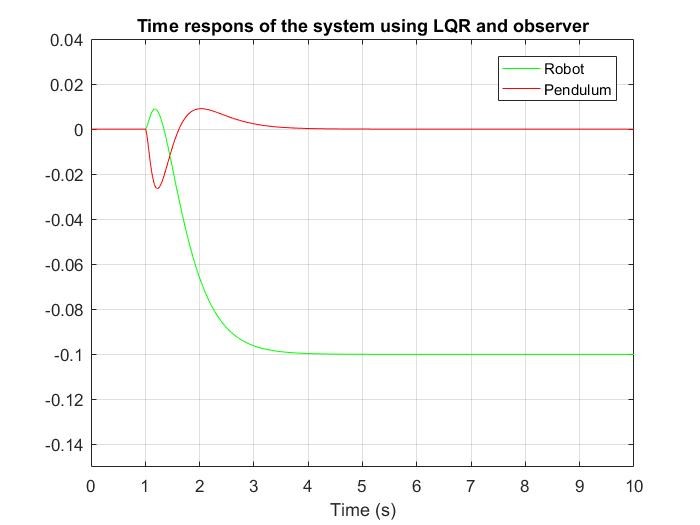 Time respons of the system using LQR and observer
Robot
Pendulum
0.04
0.02
0
-0.02
-0.04
-0.06
-0.08
-0.1
-0.12
-0.14
0 1 2 3 4 5 6 7 8 9 10
Time (s)